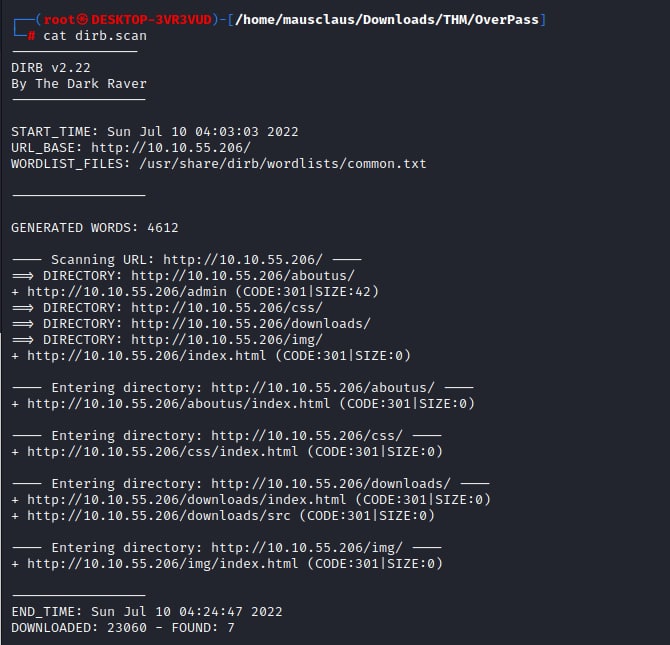 ┌──(root㉿DESKTOP-3VR3VUD)-[/home/mausclaus/Downloads/THM/OverPass]
└─# cat dirb.scan
-----------------
DIRB v2.22
By The Dark Raver
-----------------
START_TIME: Sun Jul 10 04:03:03 2022
URL_BASE: http://10.10.55.206/
WORDLIST_FILES: /usr/share/dirb/wordlists/common.txt
-----------------
GENERATED WORDS: 4612
---- Scanning URL: http://10.10.55.206/ ----
==> DIRECTORY: http://10.10.55.206/aboutus/
+ http://10.10.55.206/admin (CODE:301|SIZE:42)
==> DIRECTORY: http://10.10.55.206/css/
==> DIRECTORY: http://10.10.55.206/downloads/
==> DIRECTORY: http://10.10.55.206/img/
+ http://10.10.55.206/index.html (CODE:301|SIZE:0)
---- Entering directory: http://10.10.55.206/aboutus/ ----
+ http://10.10.55.206/aboutus/index.html (CODE:301|SIZE:0)
---- Entering directory: http://10.10.55.206/css/ ----
+ http://10.10.55.206/css/index.html (CODE:301|SIZE:0)
---- Entering directory: http://10.10.55.206/downloads/ ----
+ http://10.10.55.206/downloads/index.html (CODE:301|SIZE:0)
+ http://10.10.55.206/downloads/src (CODE:301|SIZE:0)
---- Entering directory: http://10.10.55.206/img/ ----
+ http://10.10.55.206/img/index.html (CODE:301|SIZE:0)
-----------------
END_TIME: Sun Jul 10 04:24:47 2022
DOWNLOADED: 23060 - FOUND: 7